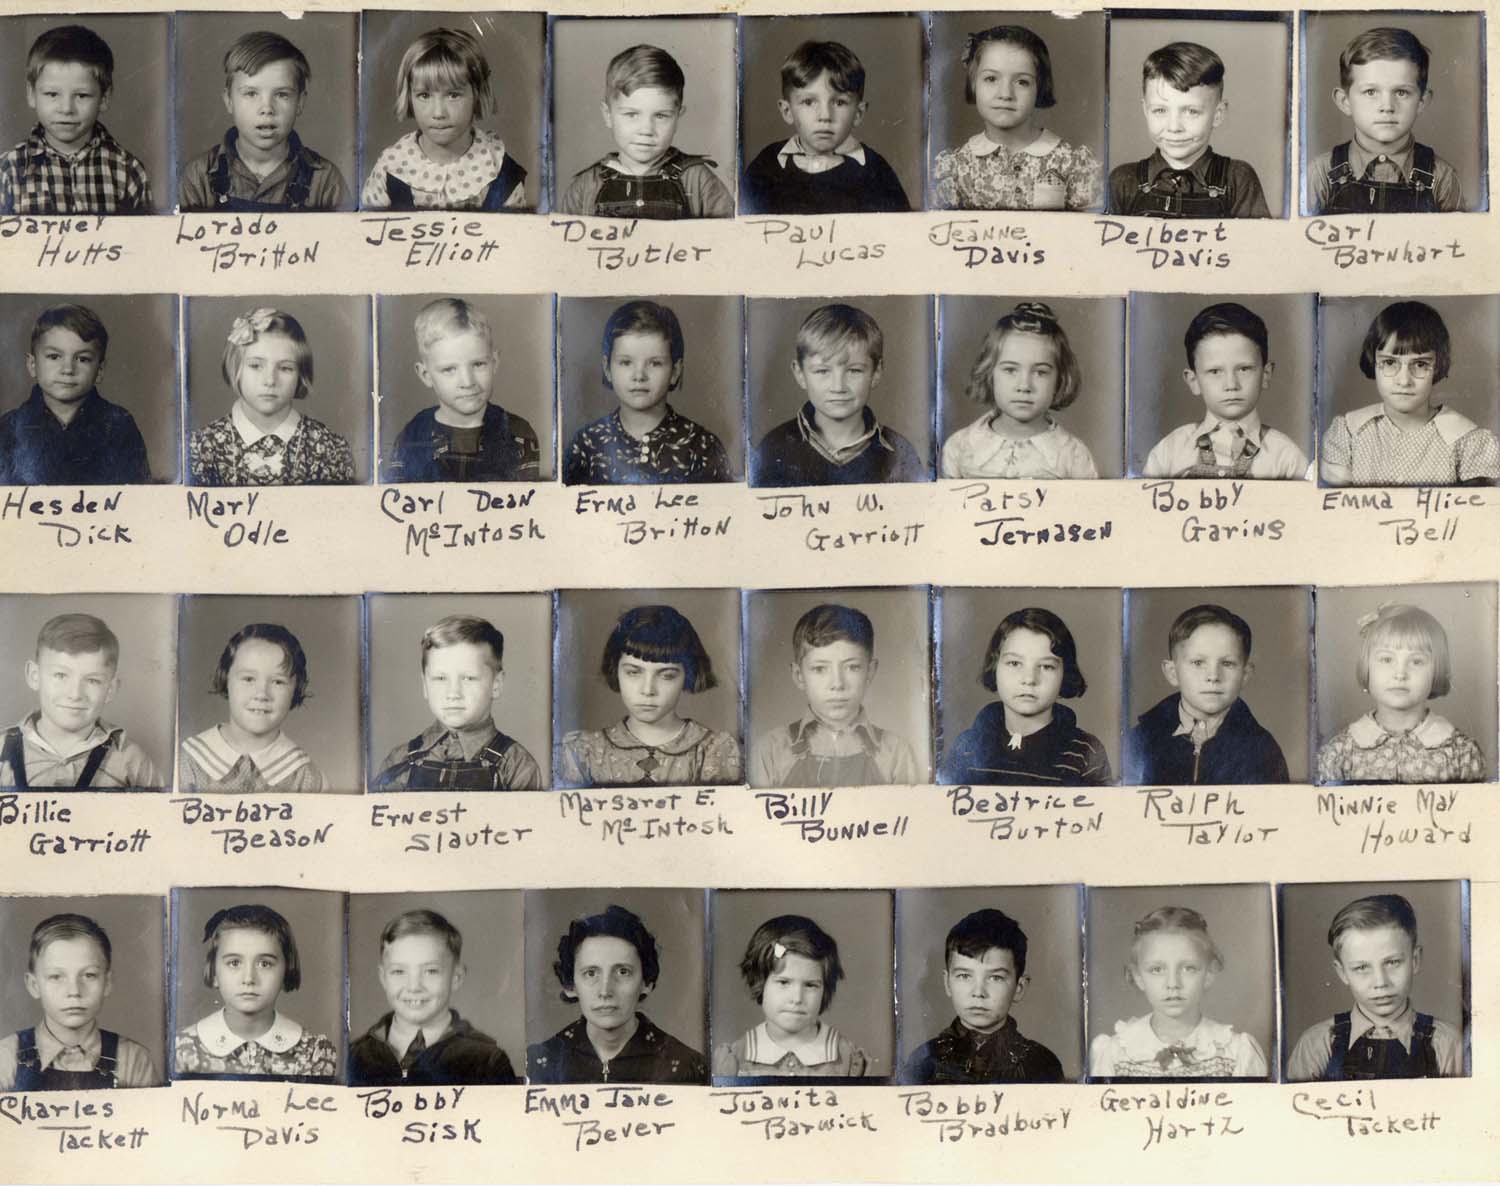 Barney Hutts
Lorado Britton
Jessie Elliott
Dean Butler
Paul Lucas
Jeanne Davis
Delbert Davis
Carl Barnhart
Hesden Dick
Mary Odle
Carl Dean McIntosh
Erma Lee Britton
John W. Garriott
Patsy Jernagen
Bobby Garing
Emma Alice Bell
Billie Garriott
Barbara Beason
Ernest Slauter
Margaret E. McIntosh
Billy Bunnell
Beatrice Burton
Ralph Taylor
Minnie May Howard
Charles Tackett
Norma Lee Davis
Bobby Sisk
Emma Jane Bever
Juanita Barwick
Bobby Bradbury
Geraldine Hartz
Cecil Tackett